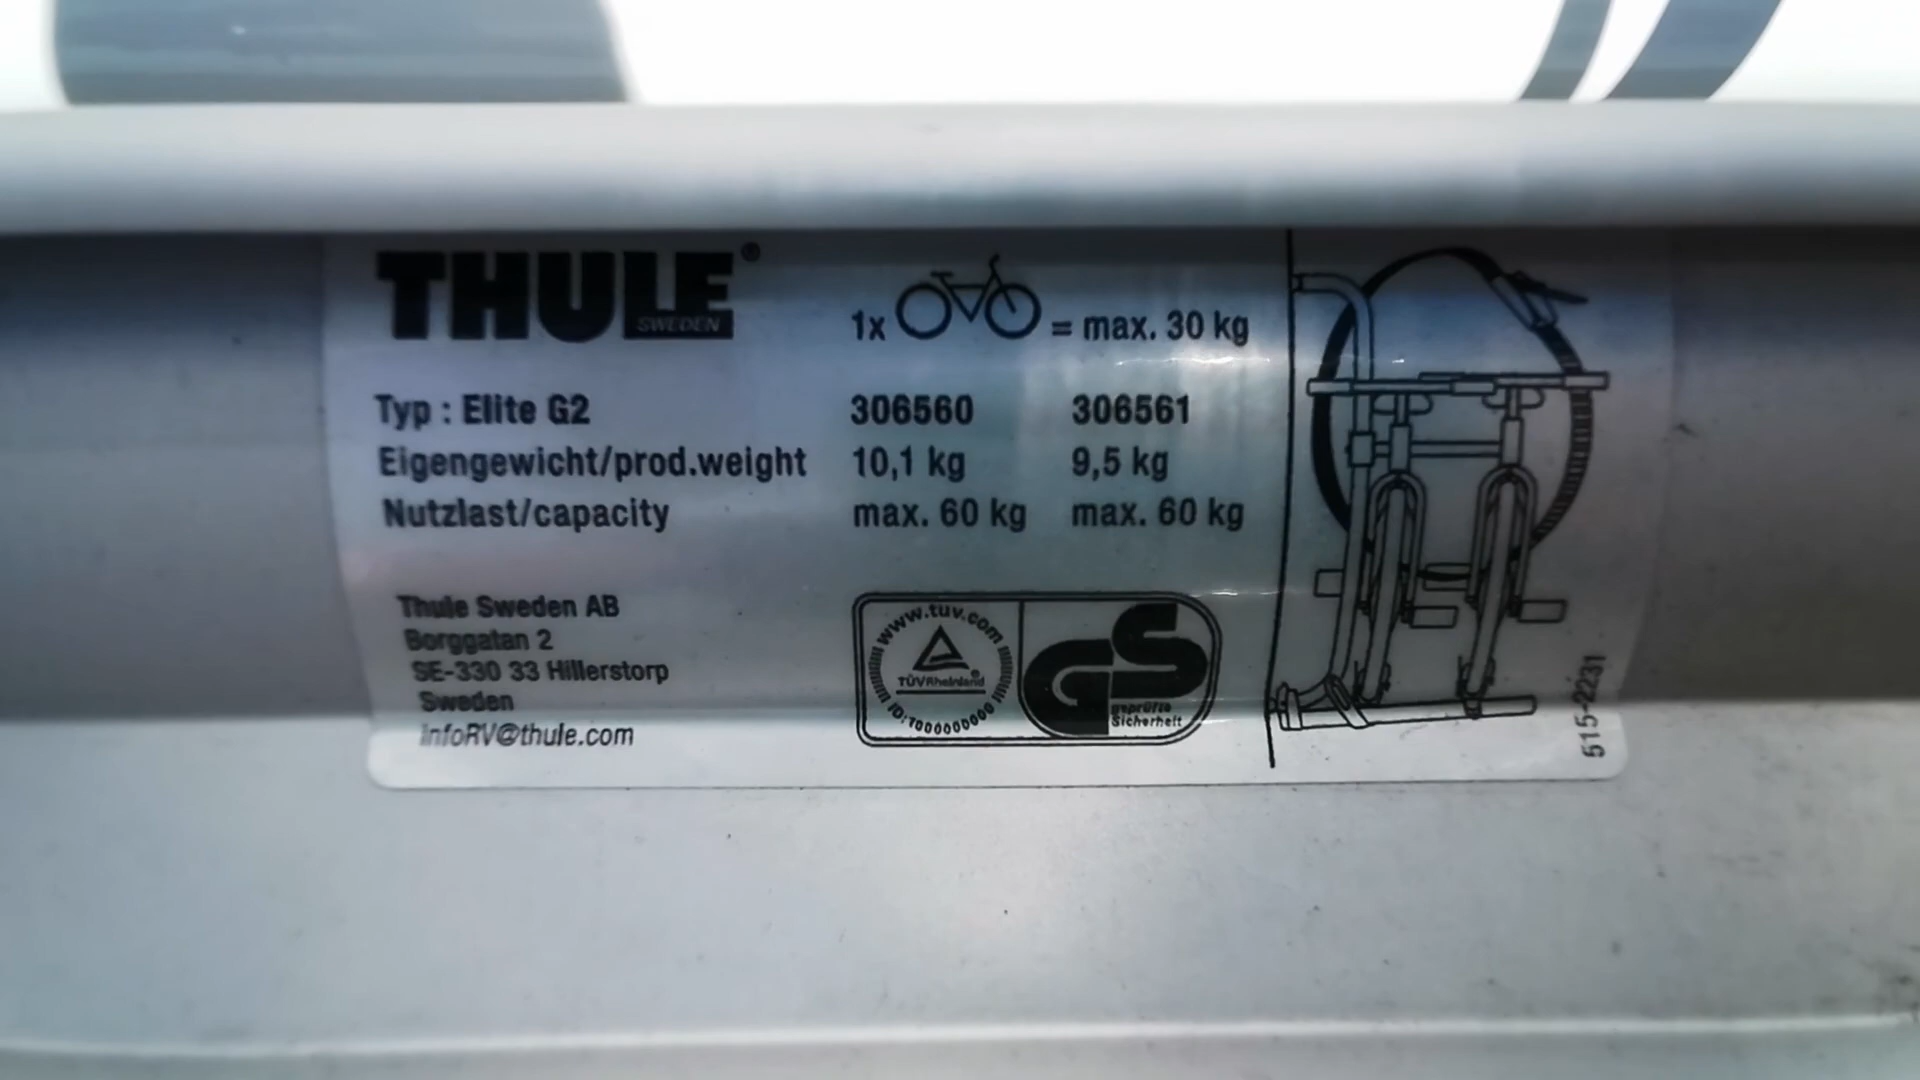 THULE®
SWEDEN
1x = max. 30 kg
Typ : Elite G2 306560 306561
Eigengewicht/prod.weight 10,1 kg 9,5 kg
Nutzlast/capacity max. 60 kg max. 60 kg
Thule Sweden AB
Borggatan 2
SE-330 33 Hillerstorp
Sweden
infoRV@thule.com
www.tuv.com
TÜVRheinland®
ID:1000000000
GS
geprüfte
Sicherheit
515-2231